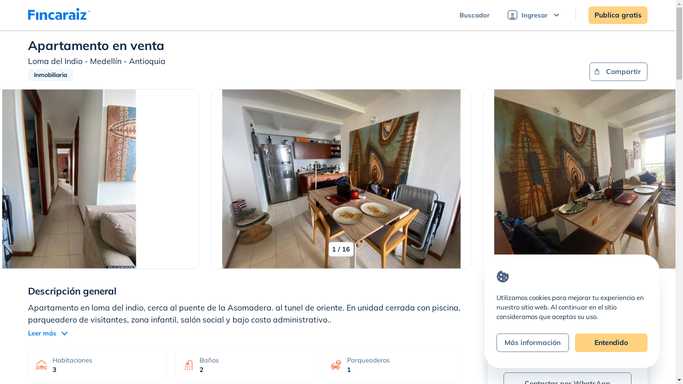 Fincaraiz
Buscador
Ingresar
Publica gratis
Apartamento en venta
Loma del Indio - Medellín - Antioquia
Inmobiliaria
Compartir
1 / 16
Descripción general
Apartamento en loma del indio, cerca al puente de la Asomadera. al tunel de oriente. En unidad cerrada con piscina,
parqueadero de visitantes, zona infantil, salón social y bajo costo administrativo..
Leer más
Habitaciones
3
Baños
2
Parqueaderos
1
Utilizamos cookies para mejorar tu experiencia en
nuestro sitio web. Al continuar en el sitio
consideramos que aceptas su uso.
Más información
Entendido
Contactar por WhatsApp